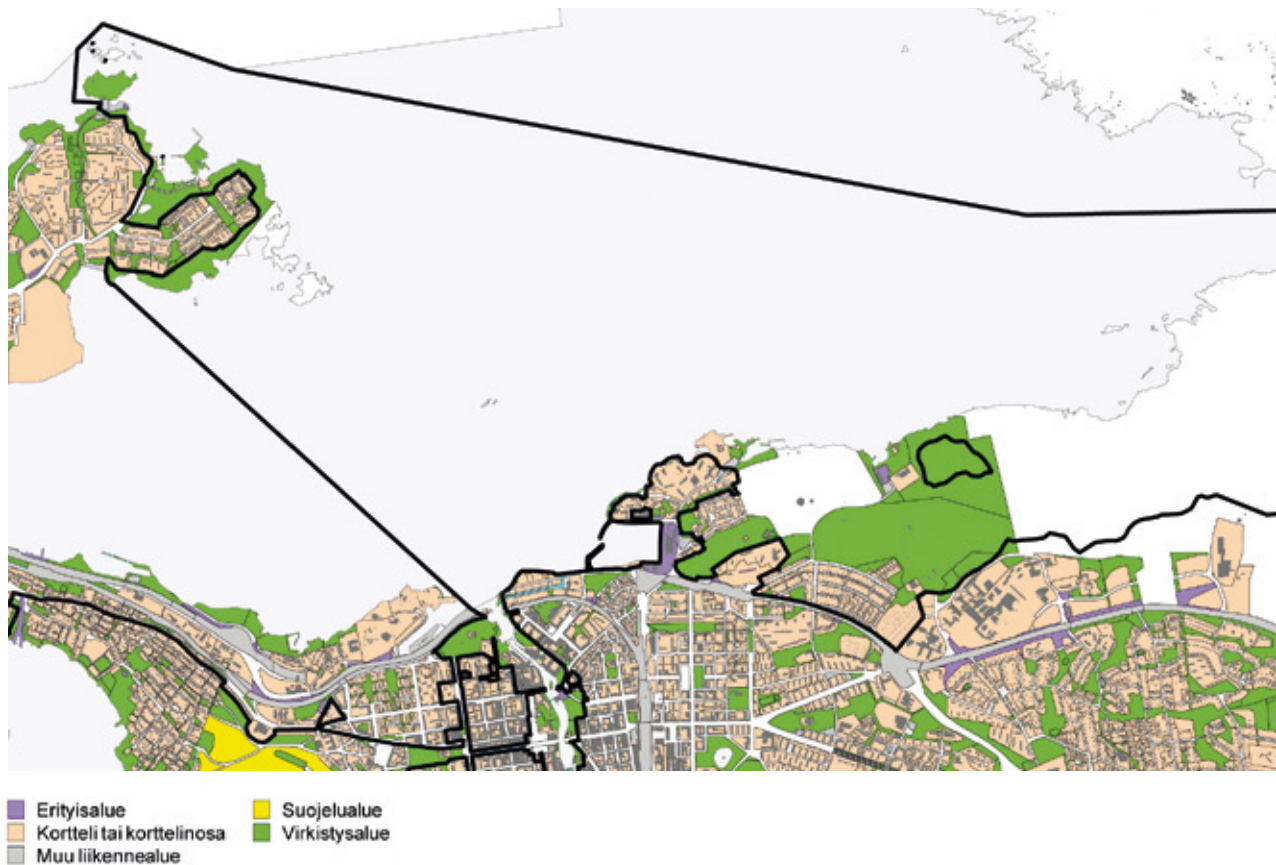 Erityisalue
Kortteli tai korttelinosa
Muu liikennealue
Suojelualue
Virkistysalue